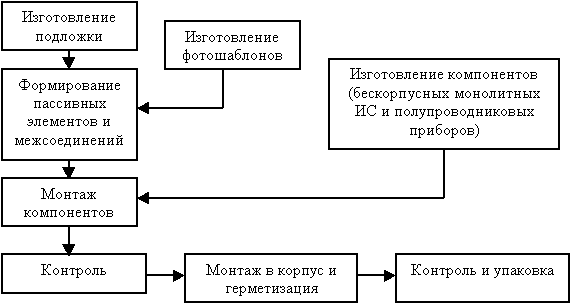 Изготовление
подложки
Изготовление
фотошаблонов
Формирование
пассивных
элементов и
межсоединений
Изготовление компонентов
(бескорпусных монолитных
ИС и полупроводниковых
приборов)
Монтаж
компонентов
Контроль
Монтаж в корпус и
герметизация
Контроль и упаковка